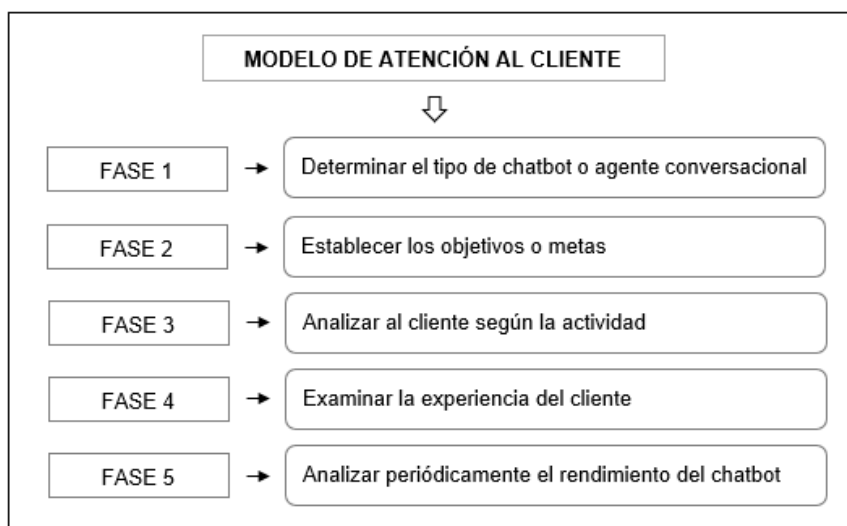 MODELO DE ATENCIÓN AL CLIENTE
FASE 1
Determinar el tipo de chatbot o agente conversacional
FASE 2
Establecer los objetivos o metas
FASE 3
Analizar al cliente según la actividad
FASE 4
Examinar la experiencia del cliente
FASE 5
Analizar periódicamente el rendimiento del chatbot